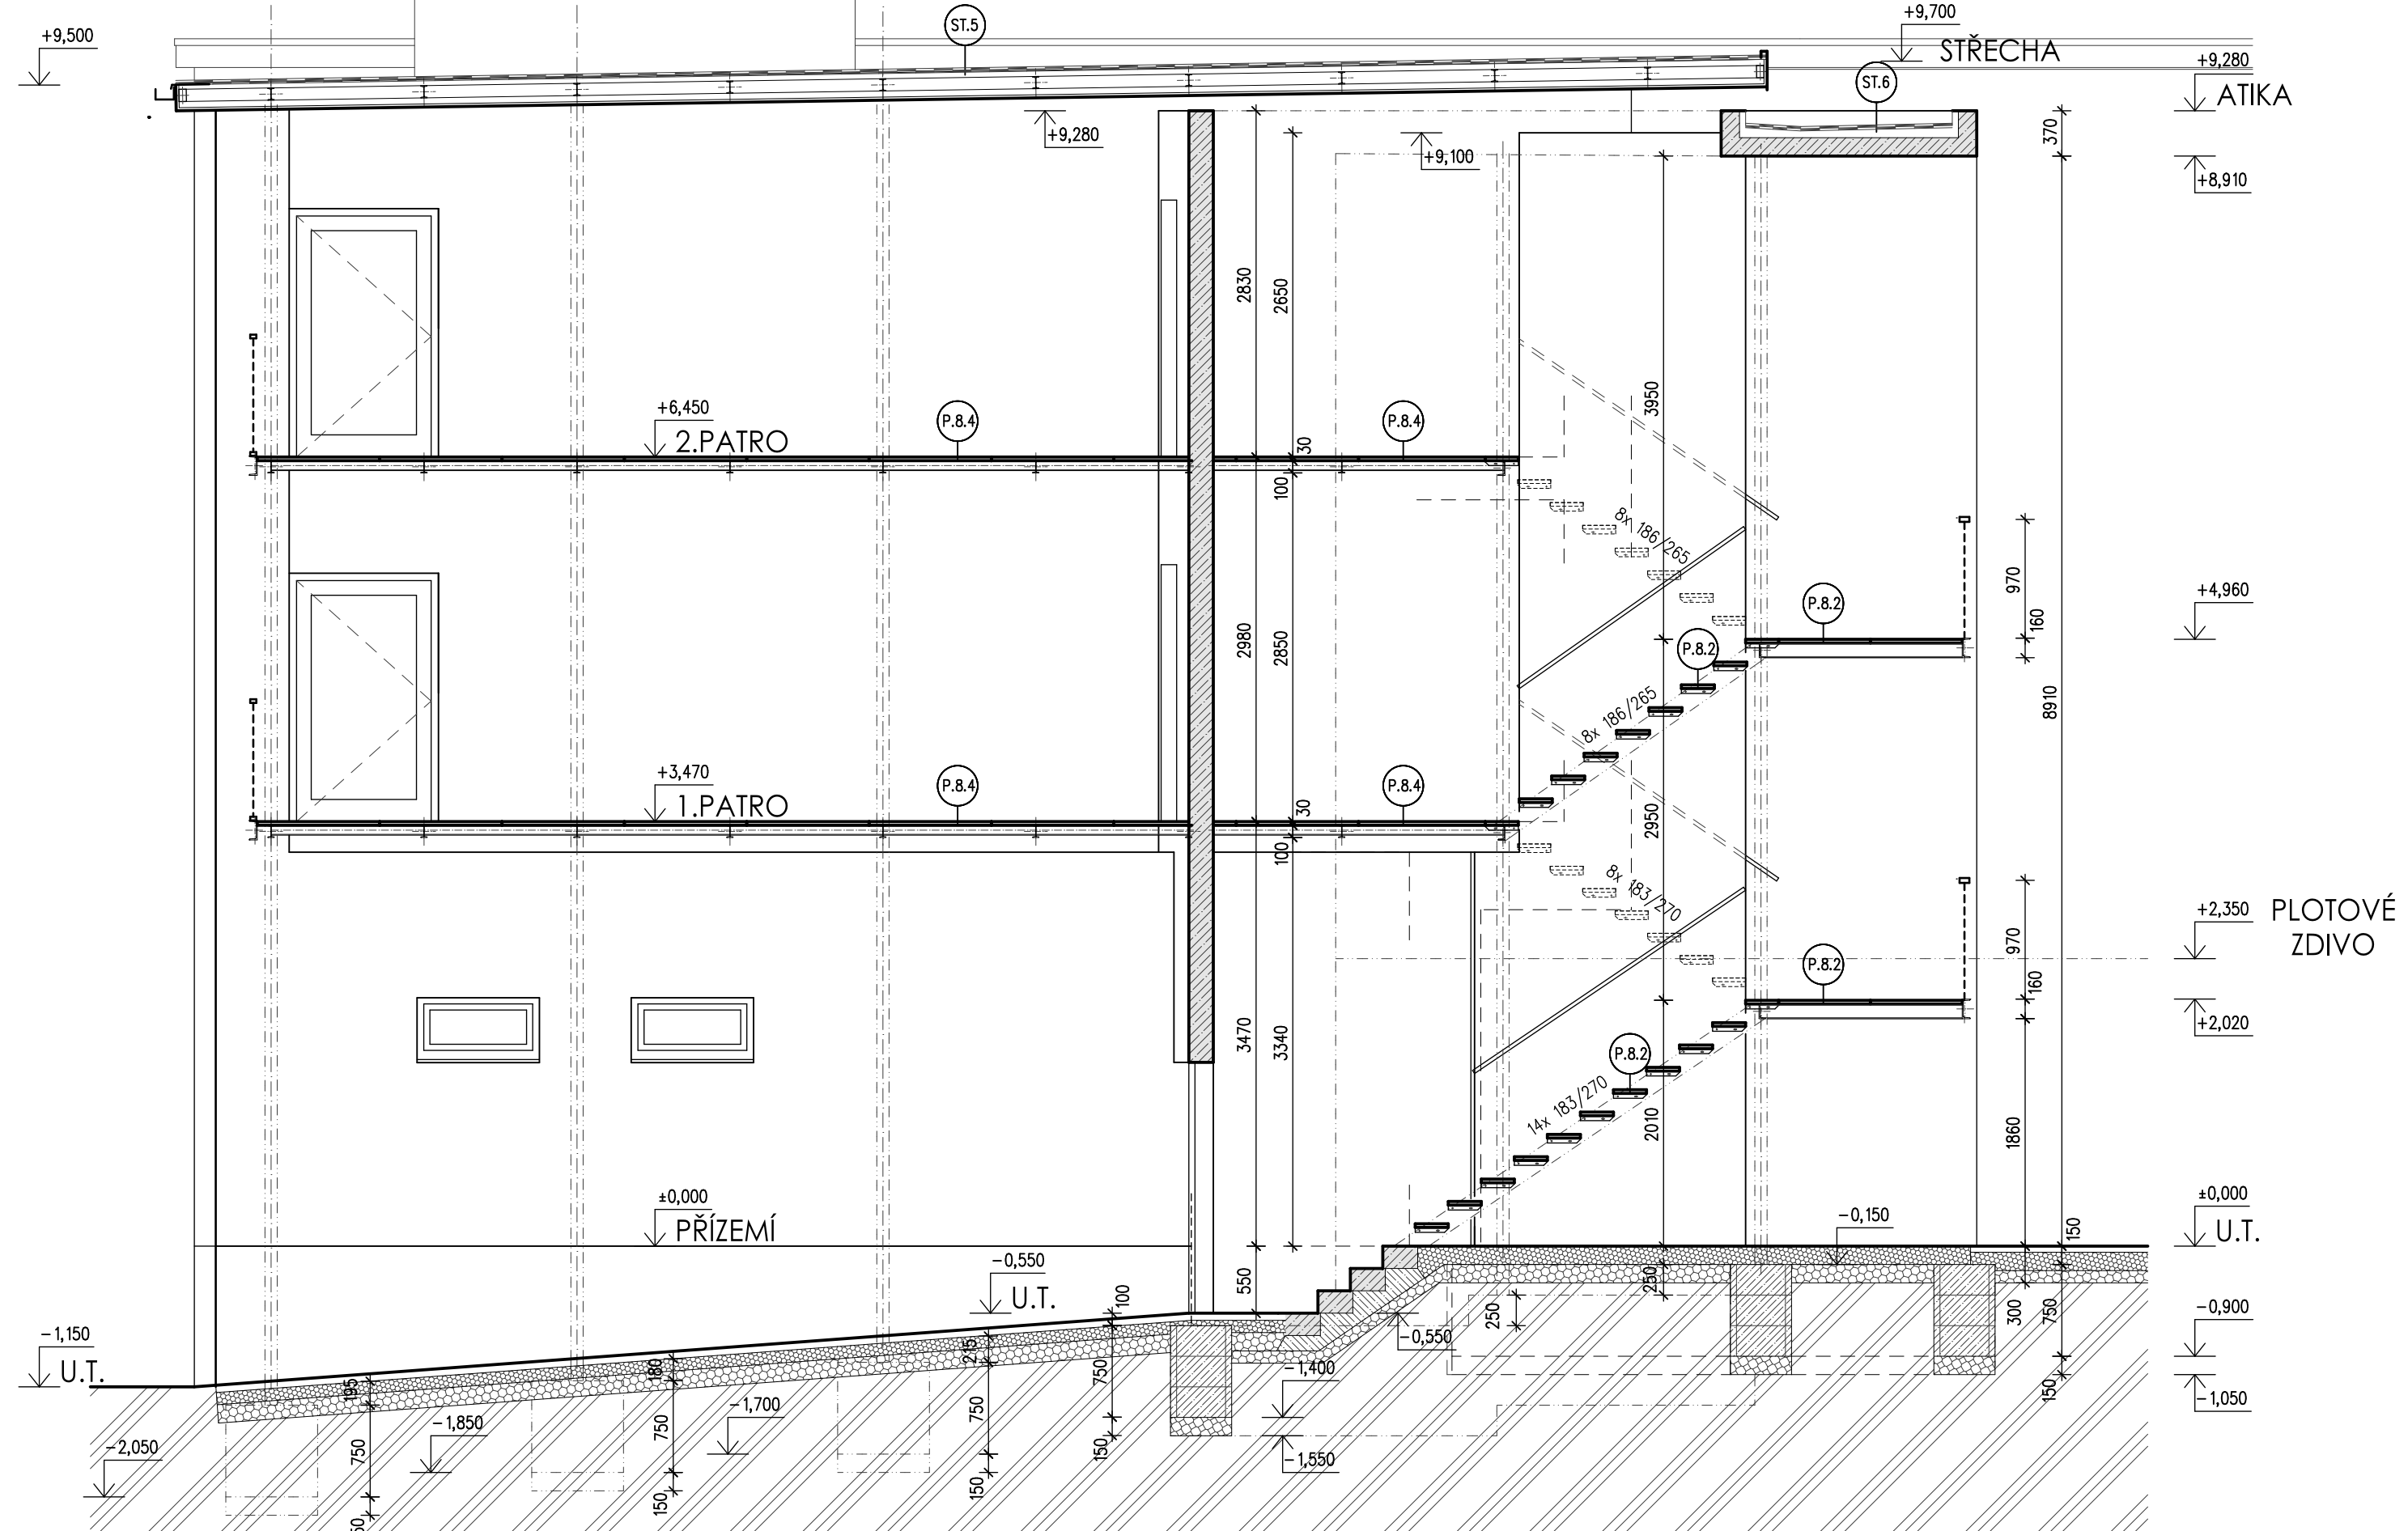 ST.5
+9,700
STŘECHA
+9,500
+9,280
ATIKA
ST.6
+9,280
+9,100
370
+8,910
2830
2650
3950
+6,450
2.PATRO
P.8.4
P.8.4
30
100
8x 186/265
970
160
+4,960
P.8.2
P.8.2
2980
2850
8x 186/265
8910
+3,470
1.PATRO
P.8.4
P.8.4
30
100
2950
8x 183/270
970
160
+2,350
PLOTOVÉ
ZDIVO
P.8.2
+2,020
3470
3340
P.8.2
14x 183/270
2010
1860
±0,000
PŘÍZEMÍ
-0,150
±0,000
U.T.
150
-0,550
U.T.
550
100
250
250
300
750
-0,900
-0,550
-1,150
U.T.
195
180
215
750
-1,400
150
-1,050
-1,850
-1,700
750
750
750
150
-1,550
-2,050
150
150